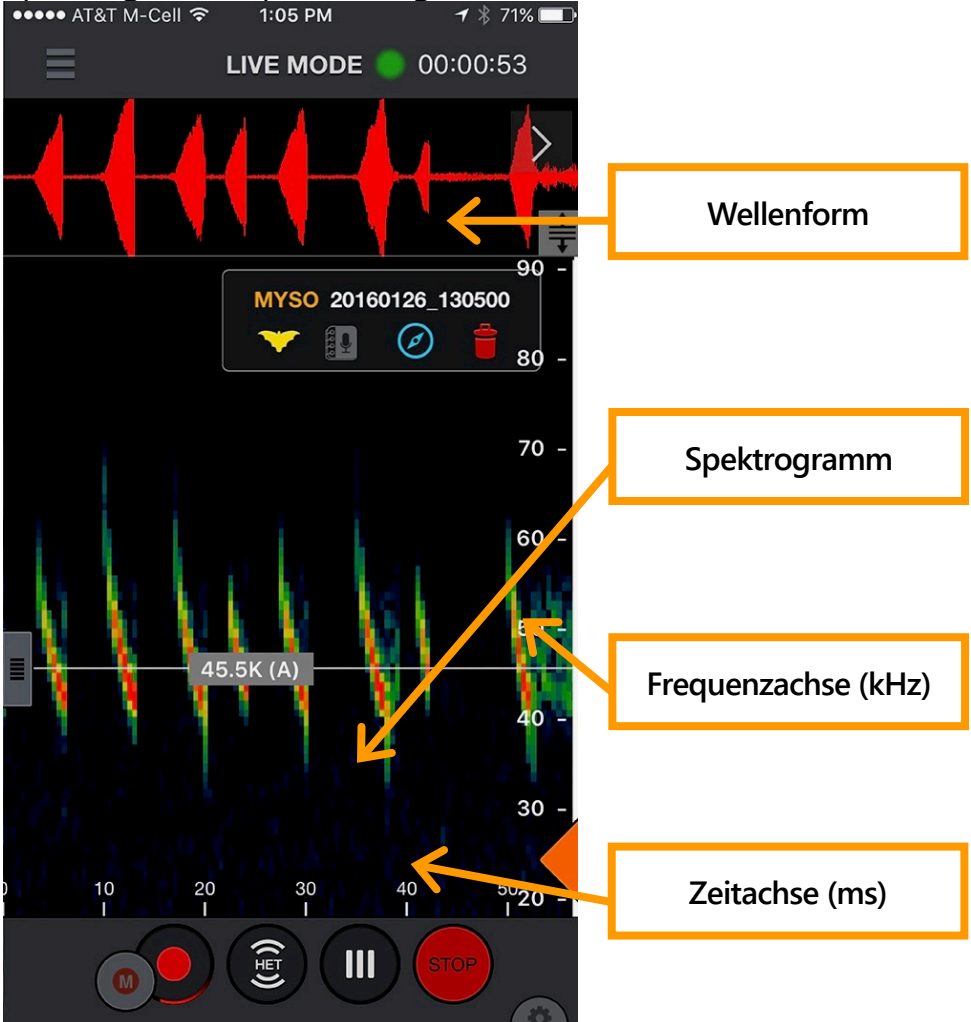 AT&T M-Cell 1:05 PM 71%
LIVE MODE 00:00:53
Wellenform
90
MYSO 20160126_130500
80
70
Spektrogramm
60
50
45.5K (A)
Frequenzachse (kHz)
40
30
Zeitachse (ms)
0 10 20 30 40 50
20
M HET STOP